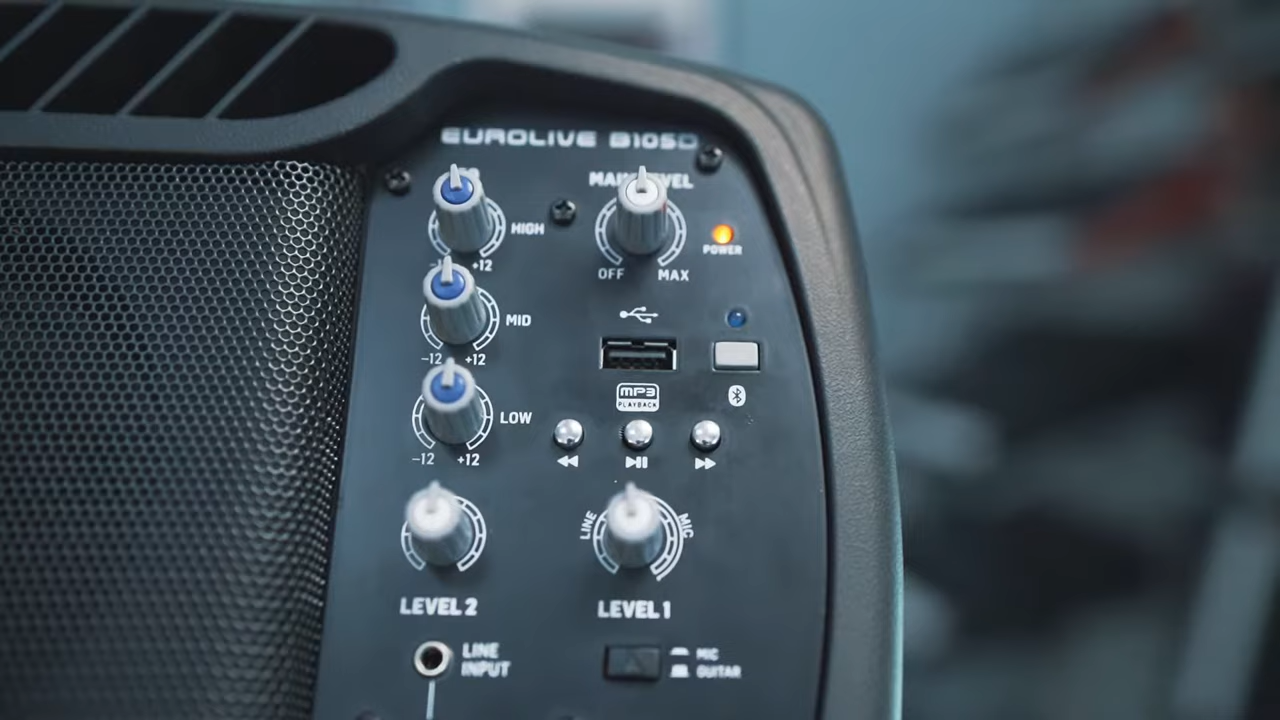 EUROLIVE B105D
MAIN LEVEL
HIGH
+12
POWER
OFF MAX
MID
-12 +12
MP3
PLAYBACK
LOW
-12 +12
LINE MIC
LEVEL 2
LEVEL 1
LINE
INPUT
MIC
GUITAR